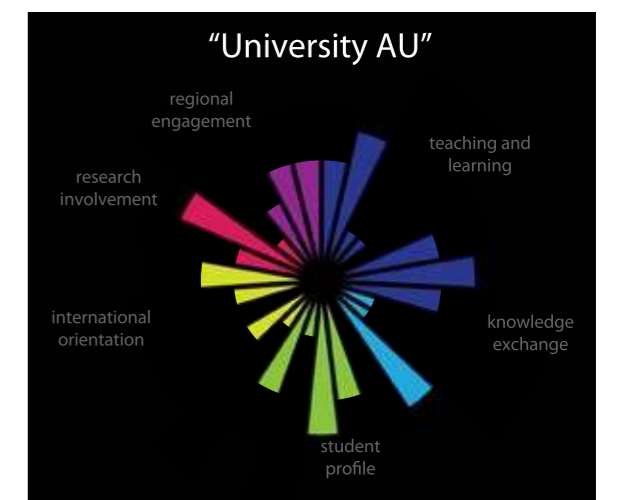 “University AU”
regional
engagement
teaching and
learning
research
involvement
international
orientation
knowledge
exchange
student
profile